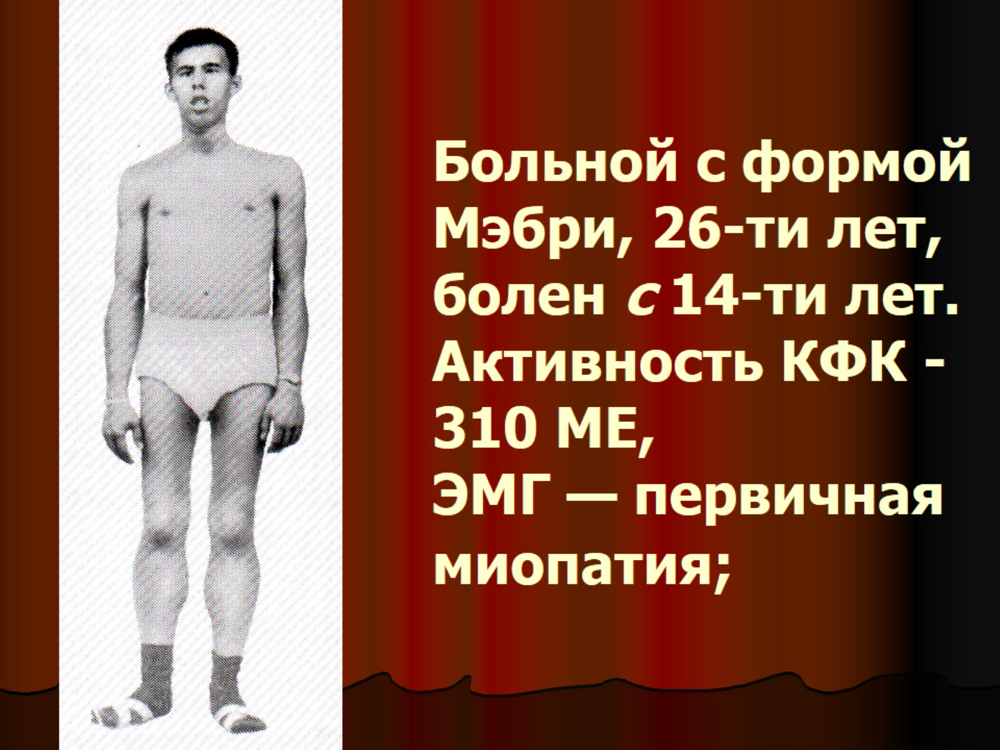 Больной с формой
Мэбри, 26-ти лет,
болен с 14-ти лет.
Активность КФК -
310 МЕ,
ЭМГ — первичная
миопатия;